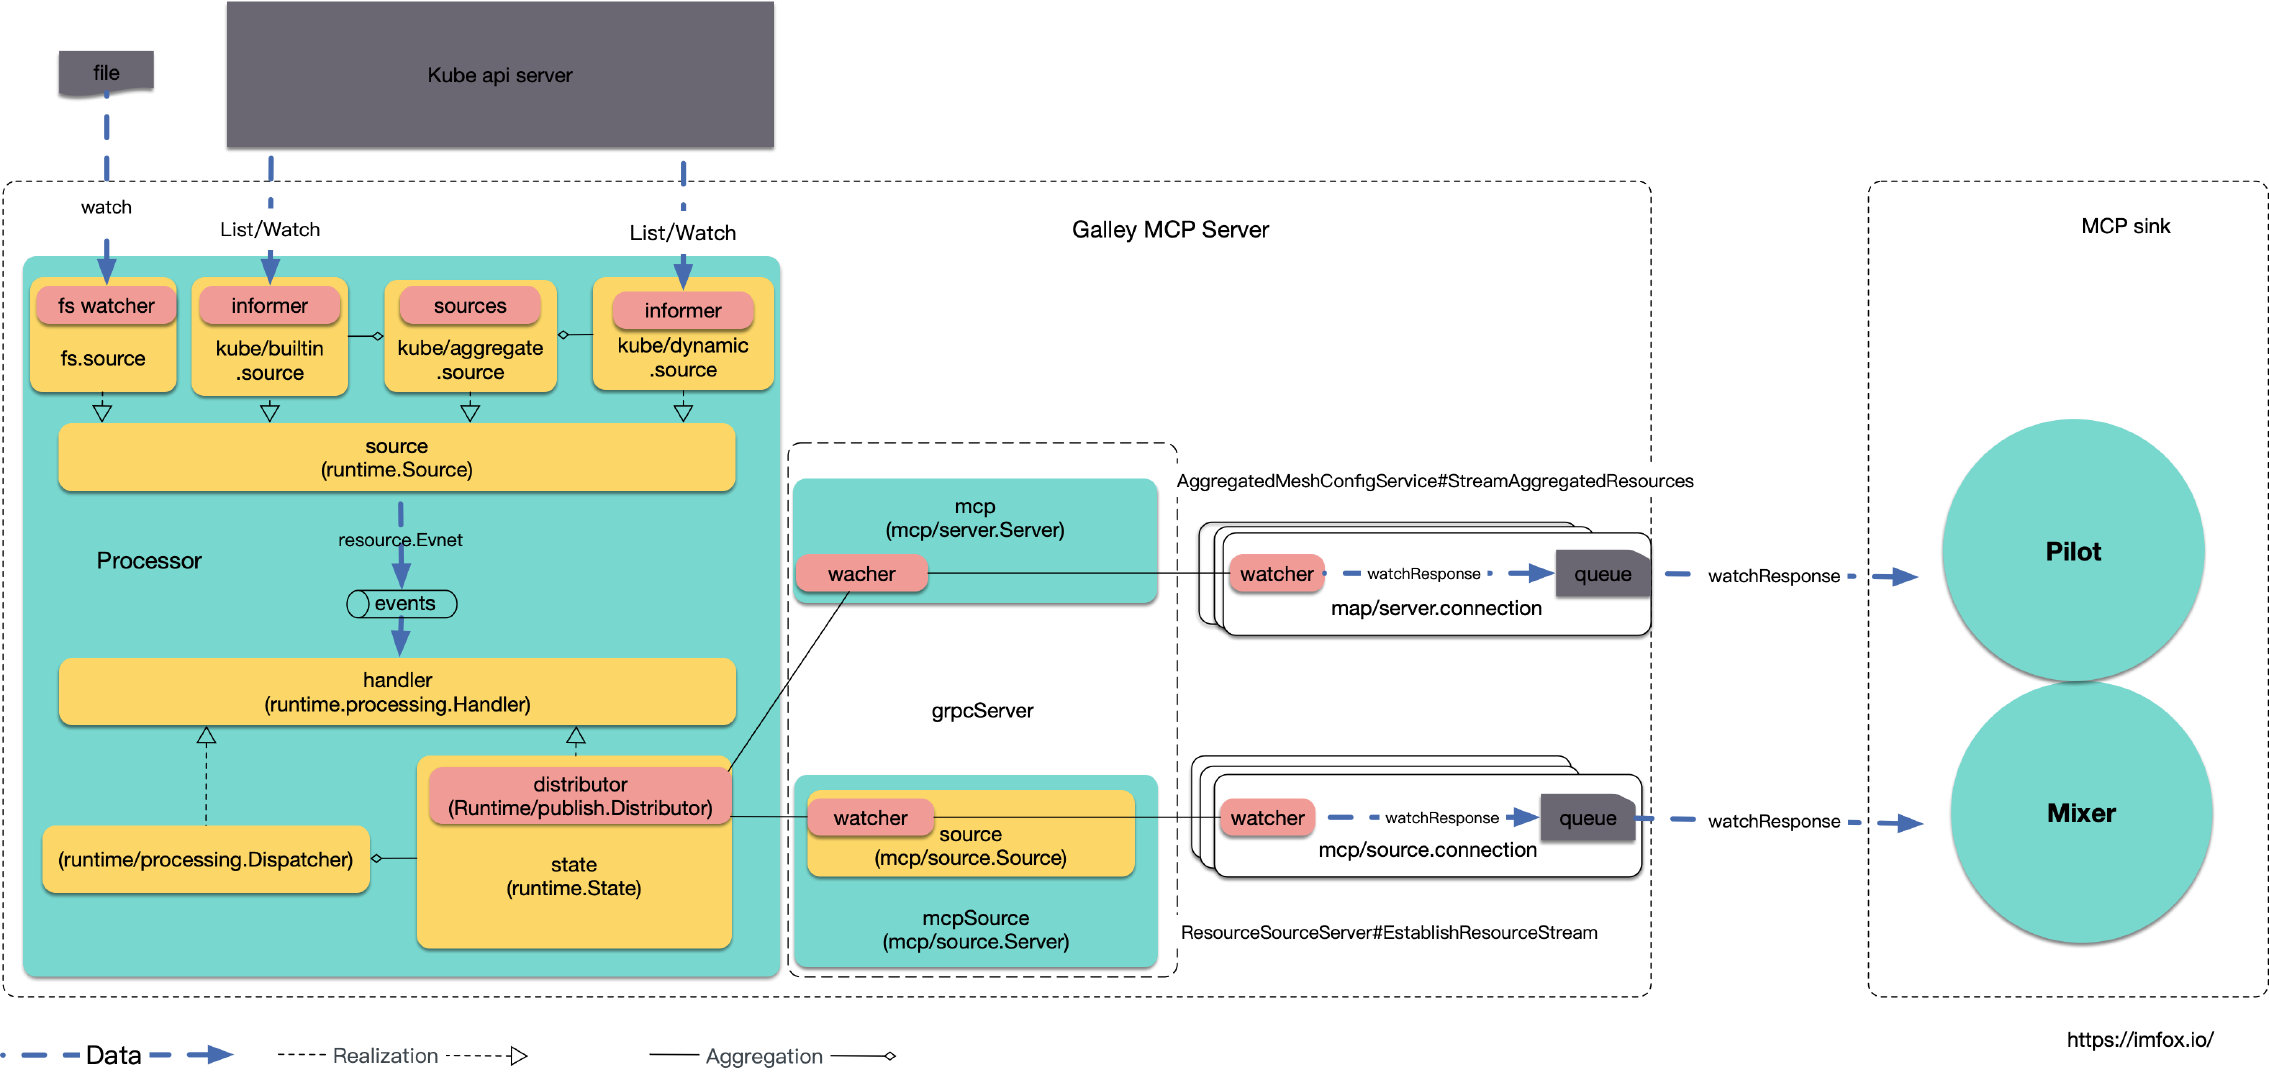 file
Kube api server
watch
List/Watch
List/Watch
Galley MCP Server
MCP sink
fs watcher
fs.source
informer
kube/builtin
.source
sources
kube/aggregate
.source
informer
kube/dynamic
.source
source
(runtime.Source)
resource.Evnet
Processor
events
handler
(runtime.processing.Handler)
distributor
(Runtime/publish.Distributor)
(runtime/processing.Dispatcher)
state
(runtime.State)
mcp
(mcp/server.Server)
wacher
grpcServer
watcher
source
(mcp/source.Source)
mcpSource
(mcp/source.Server)
AggregatedMeshConfigService#StreamAggregatedResources
watcher
watchResponse
queue
map/server.connection
watchResponse
watcher
watchResponse
queue
mcp/source.connection
watchResponse
ResourceSourceServer#EstablishResourceStream
Pilot
Mixer
Data
Realization
Aggregation
https://imfox.io/